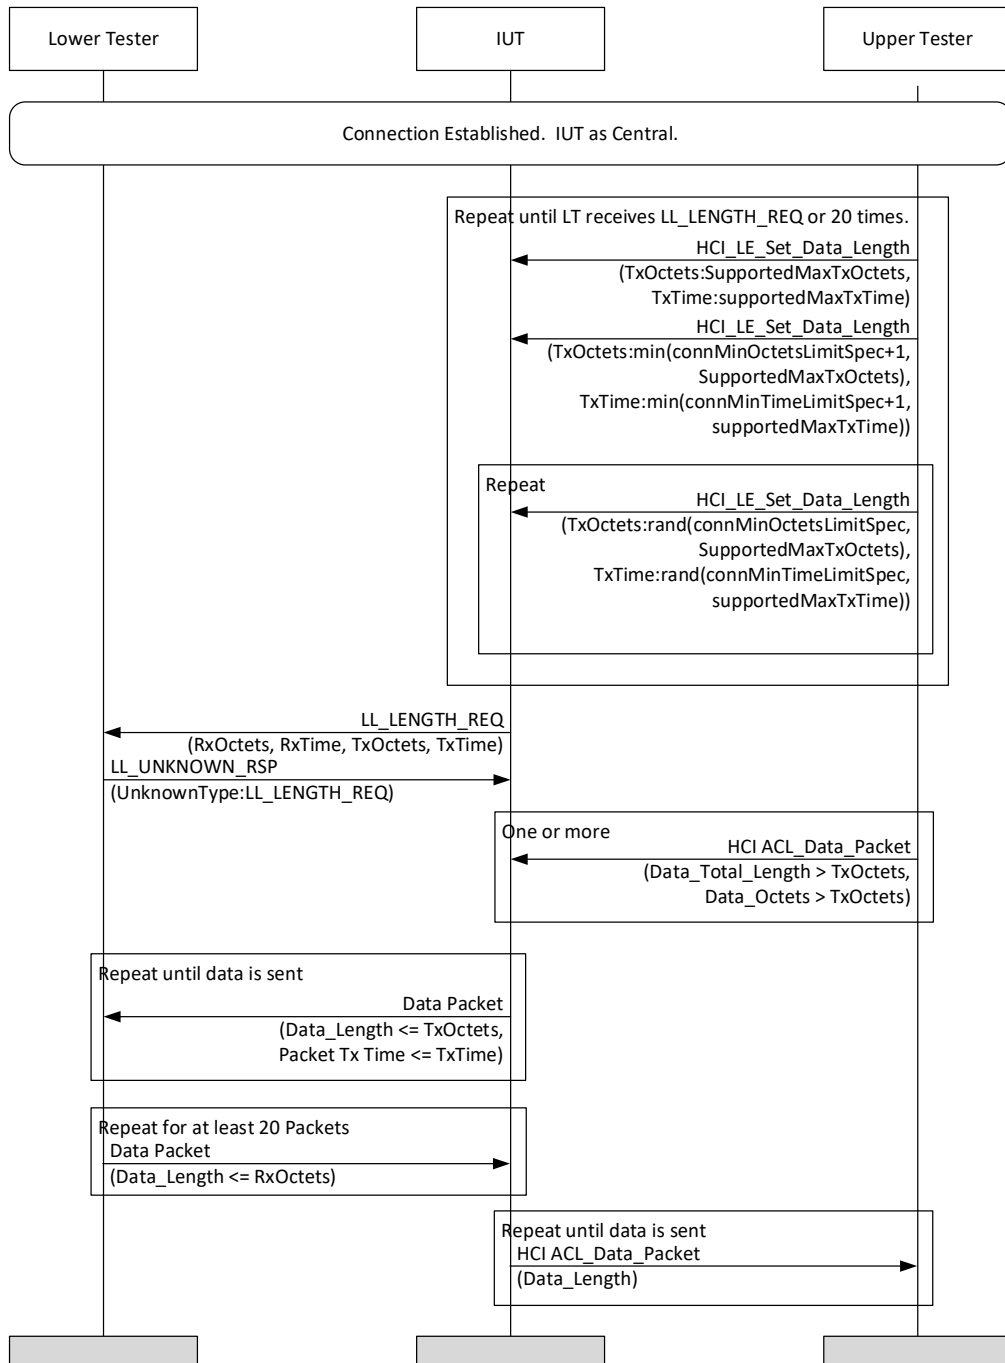 Lower Tester
IUT
Upper Tester
Connection Established.  IUT as Central.
Repeat until LT receives LL_LENGTH_REQ or 20 times.
HCI_LE_Set_Data_Length
(TxOctets:SupportedMaxTxOctets,
TxTime:supportedMaxTxTime)
HCI_LE_Set_Data_Length
(TxOctets:min(connMinOctetsLimitSpec+1,
SupportedMaxTxOctets),
TxTime:min(connMinTimeLimitSpec+1,
supportedMaxTxTime))
Repeat
HCI_LE_Set_Data_Length
(TxOctets:rand(connMinOctetsLimitSpec,
SupportedMaxTxOctets),
TxTime:rand(connMinTimeLimitSpec,
supportedMaxTxTime))
LL_LENGTH_REQ
(RxOctets, RxTime, TxOctets, TxTime)
LL_UNKNOWN_RSP
(UnknownType:LL_LENGTH_REQ)
One or more
HCI ACL_Data_Packet
(Data_Total_Length > TxOctets,
Data_Octets > TxOctets)
Repeat until data is sent
Data Packet
(Data_Length <= TxOctets,
Packet Tx Time <= TxTime)
Repeat for at least 20 Packets
Data Packet
(Data_Length <= RxOctets)
Repeat until data is sent
HCI ACL_Data_Packet
(Data_Length)